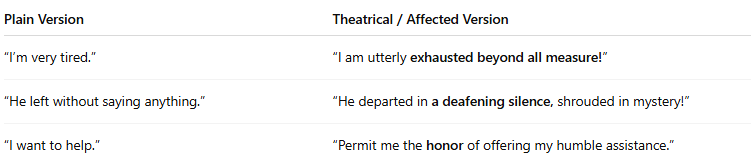 Plain Version Theatrical / Affected Version
“I’m very tired.” “I am utterly exhausted beyond all measure!”
“He left without saying anything.” “He departed in a deafening silence, shrouded in mystery!”
“I want to help.” “Permit me the honor of offering my humble assistance.”